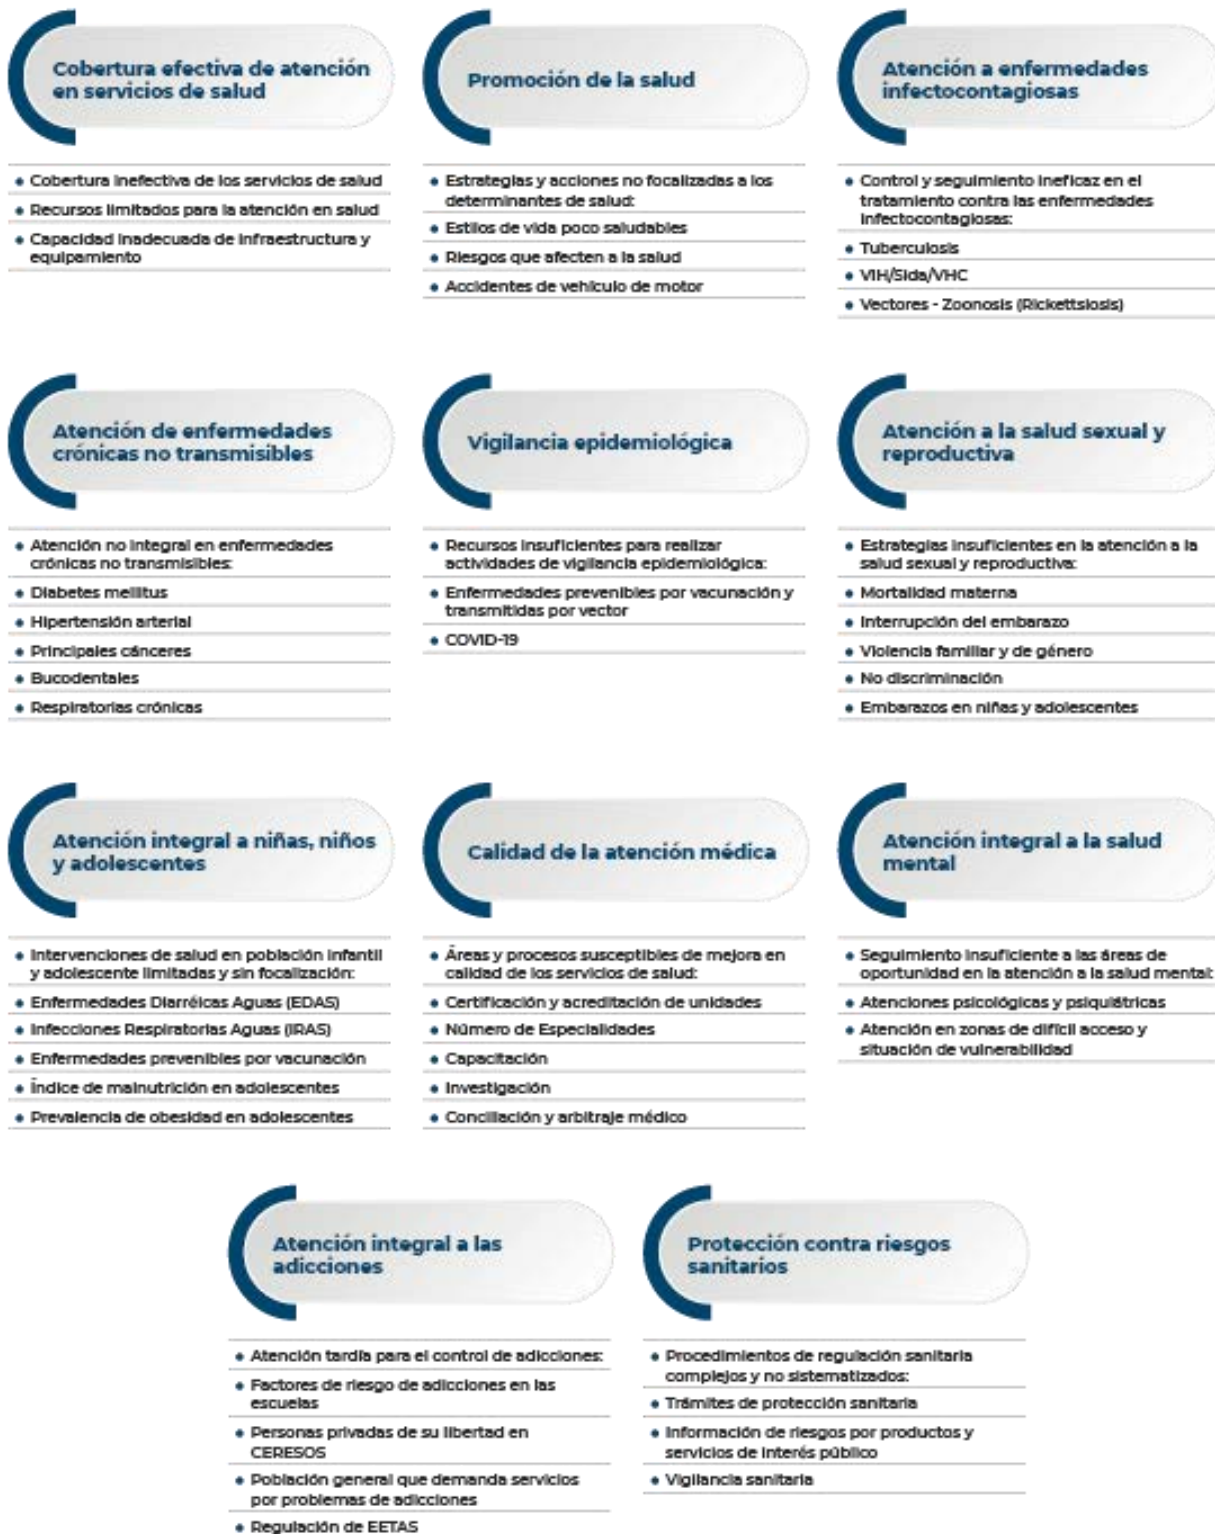 Cobertura efectiva de atención
en servicios de salud
• Cobertura inefectiva de los servicios de salud
• Recursos limitados para la atención en salud
• Capacidad inadecuada de infraestructura y
equipamiento
Promoción de la salud
• Estrategias y acciones no focalizadas a los
determinantes de salud:
• Estilos de vida poco saludables
• Riesgos que afecten a la salud
• Accidentes de vehículo de motor
Atención a enfermedades
infectocontagiosas
• Control y seguimiento ineficaz en el
tratamiento contra las enfermedades
infectocontagiosas:
• Tuberculosis
• VIH/Sida/VHC
• Vectores - Zoonosis (Rickettsiosis)
Atención de enfermedades
crónicas no transmisibles
• Atención no integral en enfermedades
crónicas no transmisibles:
• Diabetes mellitus
• Hipertensión arterial
• Principales cánceres
• Bucodentales
• Respiratorias crónicas
Vigilancia epidemiológica
• Recursos insuficientes para realizar
actividades de vigilancia epidemiológica:
• Enfermedades prevenibles por vacunación y
transmitidas por vector
• COVID-19
Atención a la salud sexual y
reproductiva
• Estrategias insuficientes en la atención a la
salud sexual y reproductiva:
• Mortalidad materna
• Interrupción del embarazo
• Violencia familiar y de género
• No discriminación
• Embarazos en niñas y adolescentes
Atención integral a niñas, niños
y adolescentes
• Intervenciones de salud en población infantil
y adolescente limitadas y sin focalización:
• Enfermedades Diarréicas Aguas (EDAS)
• Infecciones Respiratorias Aguas (IRAS)
• Enfermedades prevenibles por vacunación
• Índice de malnutrición en adolescentes
• Prevalencia de obesidad en adolescentes
Calidad de la atención médica
• Áreas y procesos susceptibles de mejora en
calidad de los servicios de salud:
• Certificación y acreditación de unidades
• Número de Especialidades
• Capacitación
• Investigación
• Conciliación y arbitraje médico
Atención integral a la salud
mental
• Seguimiento insuficiente a las áreas de
oportunidad en la atención a la salud mental:
• Atenciones psicológicas y psiquiátricas
• Atención en zonas de difícil acceso y
situación de vulnerabilidad
Atención integral a las
adicciones
• Atención tardía para el control de adicciones:
• Factores de riesgo de adicciones en las
escuelas
• Personas privadas de su libertad en
CERESOS
• Población general que demanda servicios
por problemas de adicciones
• Regulación de EETAS
Protección contra riesgos
sanitarios
• Procedimientos de regulación sanitaria
complejos y no sistematizados:
• Trámites de protección sanitaria
• Información de riesgos por productos y
servicios de interés público
• Vigilancia sanitaria